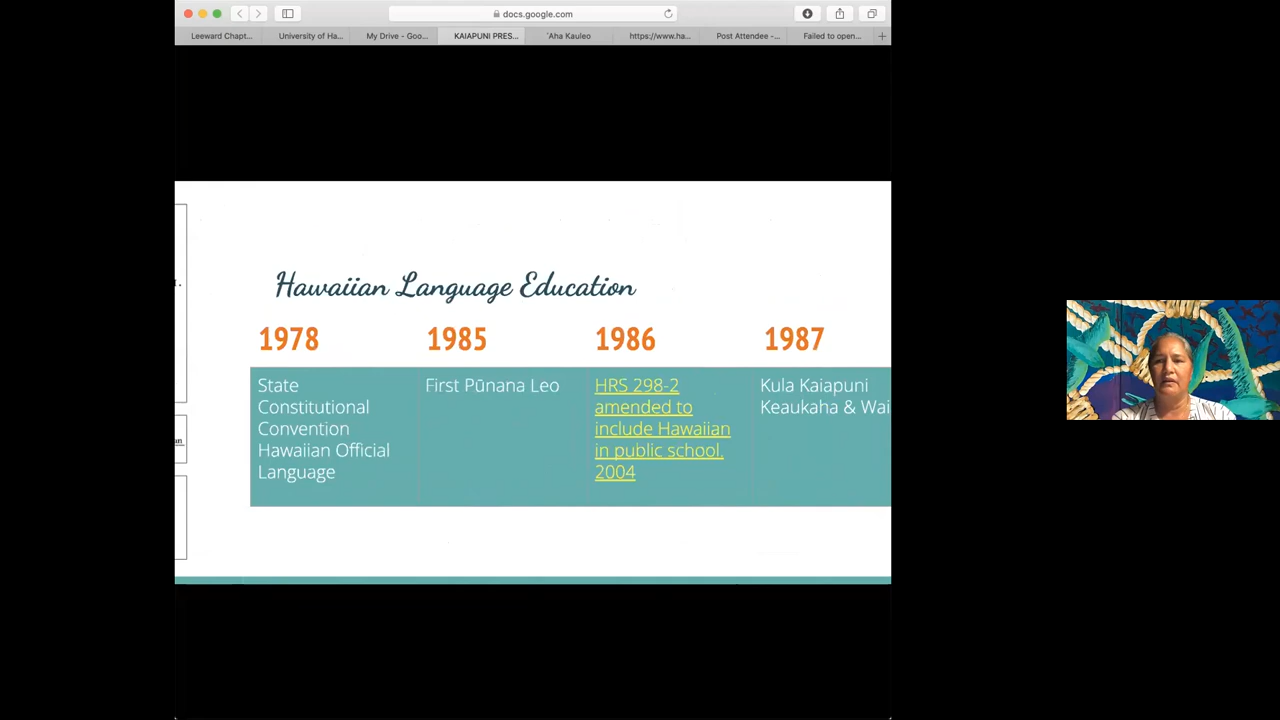 docs.google.com
Leeward Chapt...
University of Ha...
My Drive - Goo...
KAIAPUNI PRES...
ʻAha Kauleo
https://www.ha...
Post Attendee -...
Failed to open...
Hawaiian Language Education
1978
1985
1986
1987
State
Constitutional
Convention
Hawaiian Official
Language
First Pūnana Leo
HRS 298-2
amended to
include Hawaiian
in public school,
2004
Kula Kaiapuni
Keaukaha & Wai